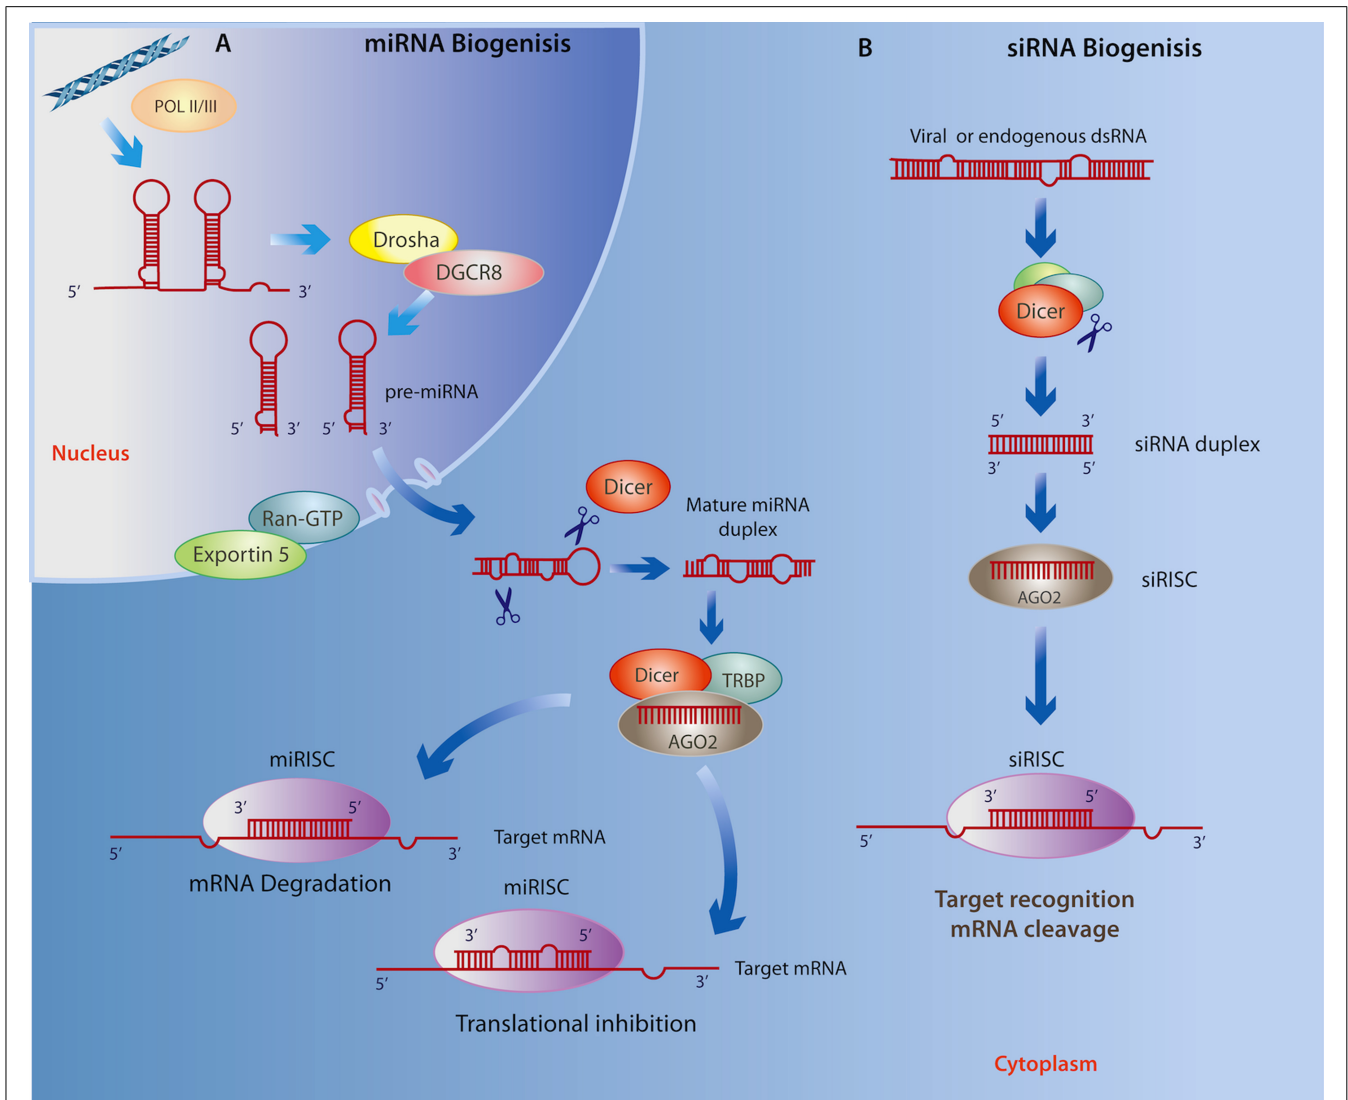 A
miRNA Biogenisis
POL II/III
5′
3′
Drosha
DGCR8
pre-miRNA
5′
3′
5′
3′
Nucleus
Ran-GTP
Exportin 5
Dicer
Mature miRNA
duplex
Dicer
TRBP
AGO2
miRISC
3′
5′
5′
3′
Target mRNA
mRNA Degradation
miRISC
3′
5′
5′
3′
Target mRNA
Translational inhibition
B
siRNA Biogenisis
Viral or endogenous dsRNA
Dicer
5′
3′
siRNA duplex
3′
5′
AGO2
siRISC
siRISC
3′
5′
5′
3′
Target recognition
mRNA cleavage
Cytoplasm